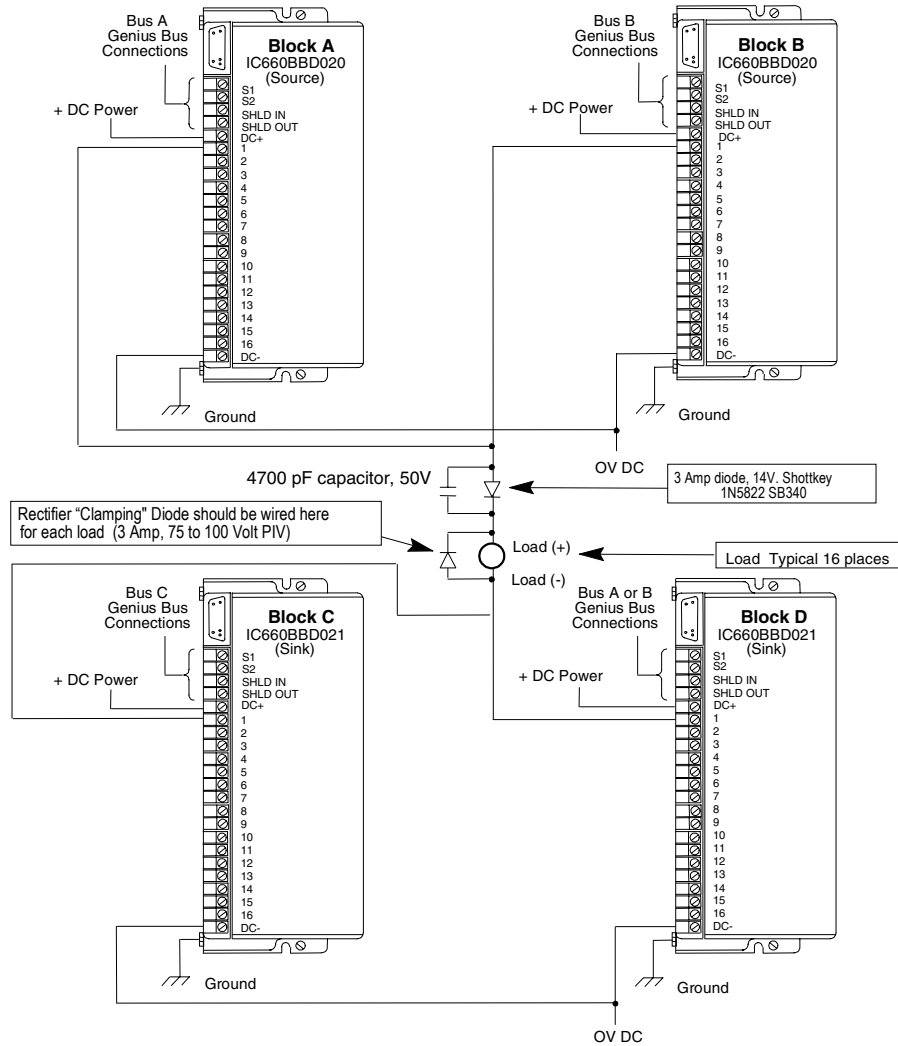 Bus A
Genius Bus
Connections
Block A
IC660BBD020
(Source)
+ DC Power
S1
S2
SHLD IN
SHLD OUT
DC+
1
2
3
4
5
6
7
8
9
10
11
12
13
14
15
16
DC-
Ground
Bus B
Genius Bus
Connections
Block B
IC660BBD020
(Source)
+ DC Power
S1
S2
SHLD IN
SHLD OUT
DC+
1
2
3
4
5
6
7
8
9
10
11
12
13
14
15
16
DC-
Ground
OV DC
4700 pF capacitor, 50V
3 Amp diode, 14V. Shottkey
1N5822 SB340
Rectifier “Clamping" Diode should be wired here
for each load (3 Amp, 75 to 100 Volt PIV)
Load (+)
Load Typical 16 places
Load (-)
Bus C
Genius Bus
Connections
Block C
IC660BBD021
(Sink)
+ DC Power
S1
S2
SHLD IN
SHLD OUT
DC+
1
2
3
4
5
6
7
8
9
10
11
12
13
14
15
16
DC-
Ground
Bus A or B
Genius Bus
Connections
Block D
IC660BBD021
(Sink)
+ DC Power
S1
S2
SHLD IN
SHLD OUT
DC+
1
2
3
4
5
6
7
8
9
10
11
12
13
14
15
16
DC-
Ground
OV DC